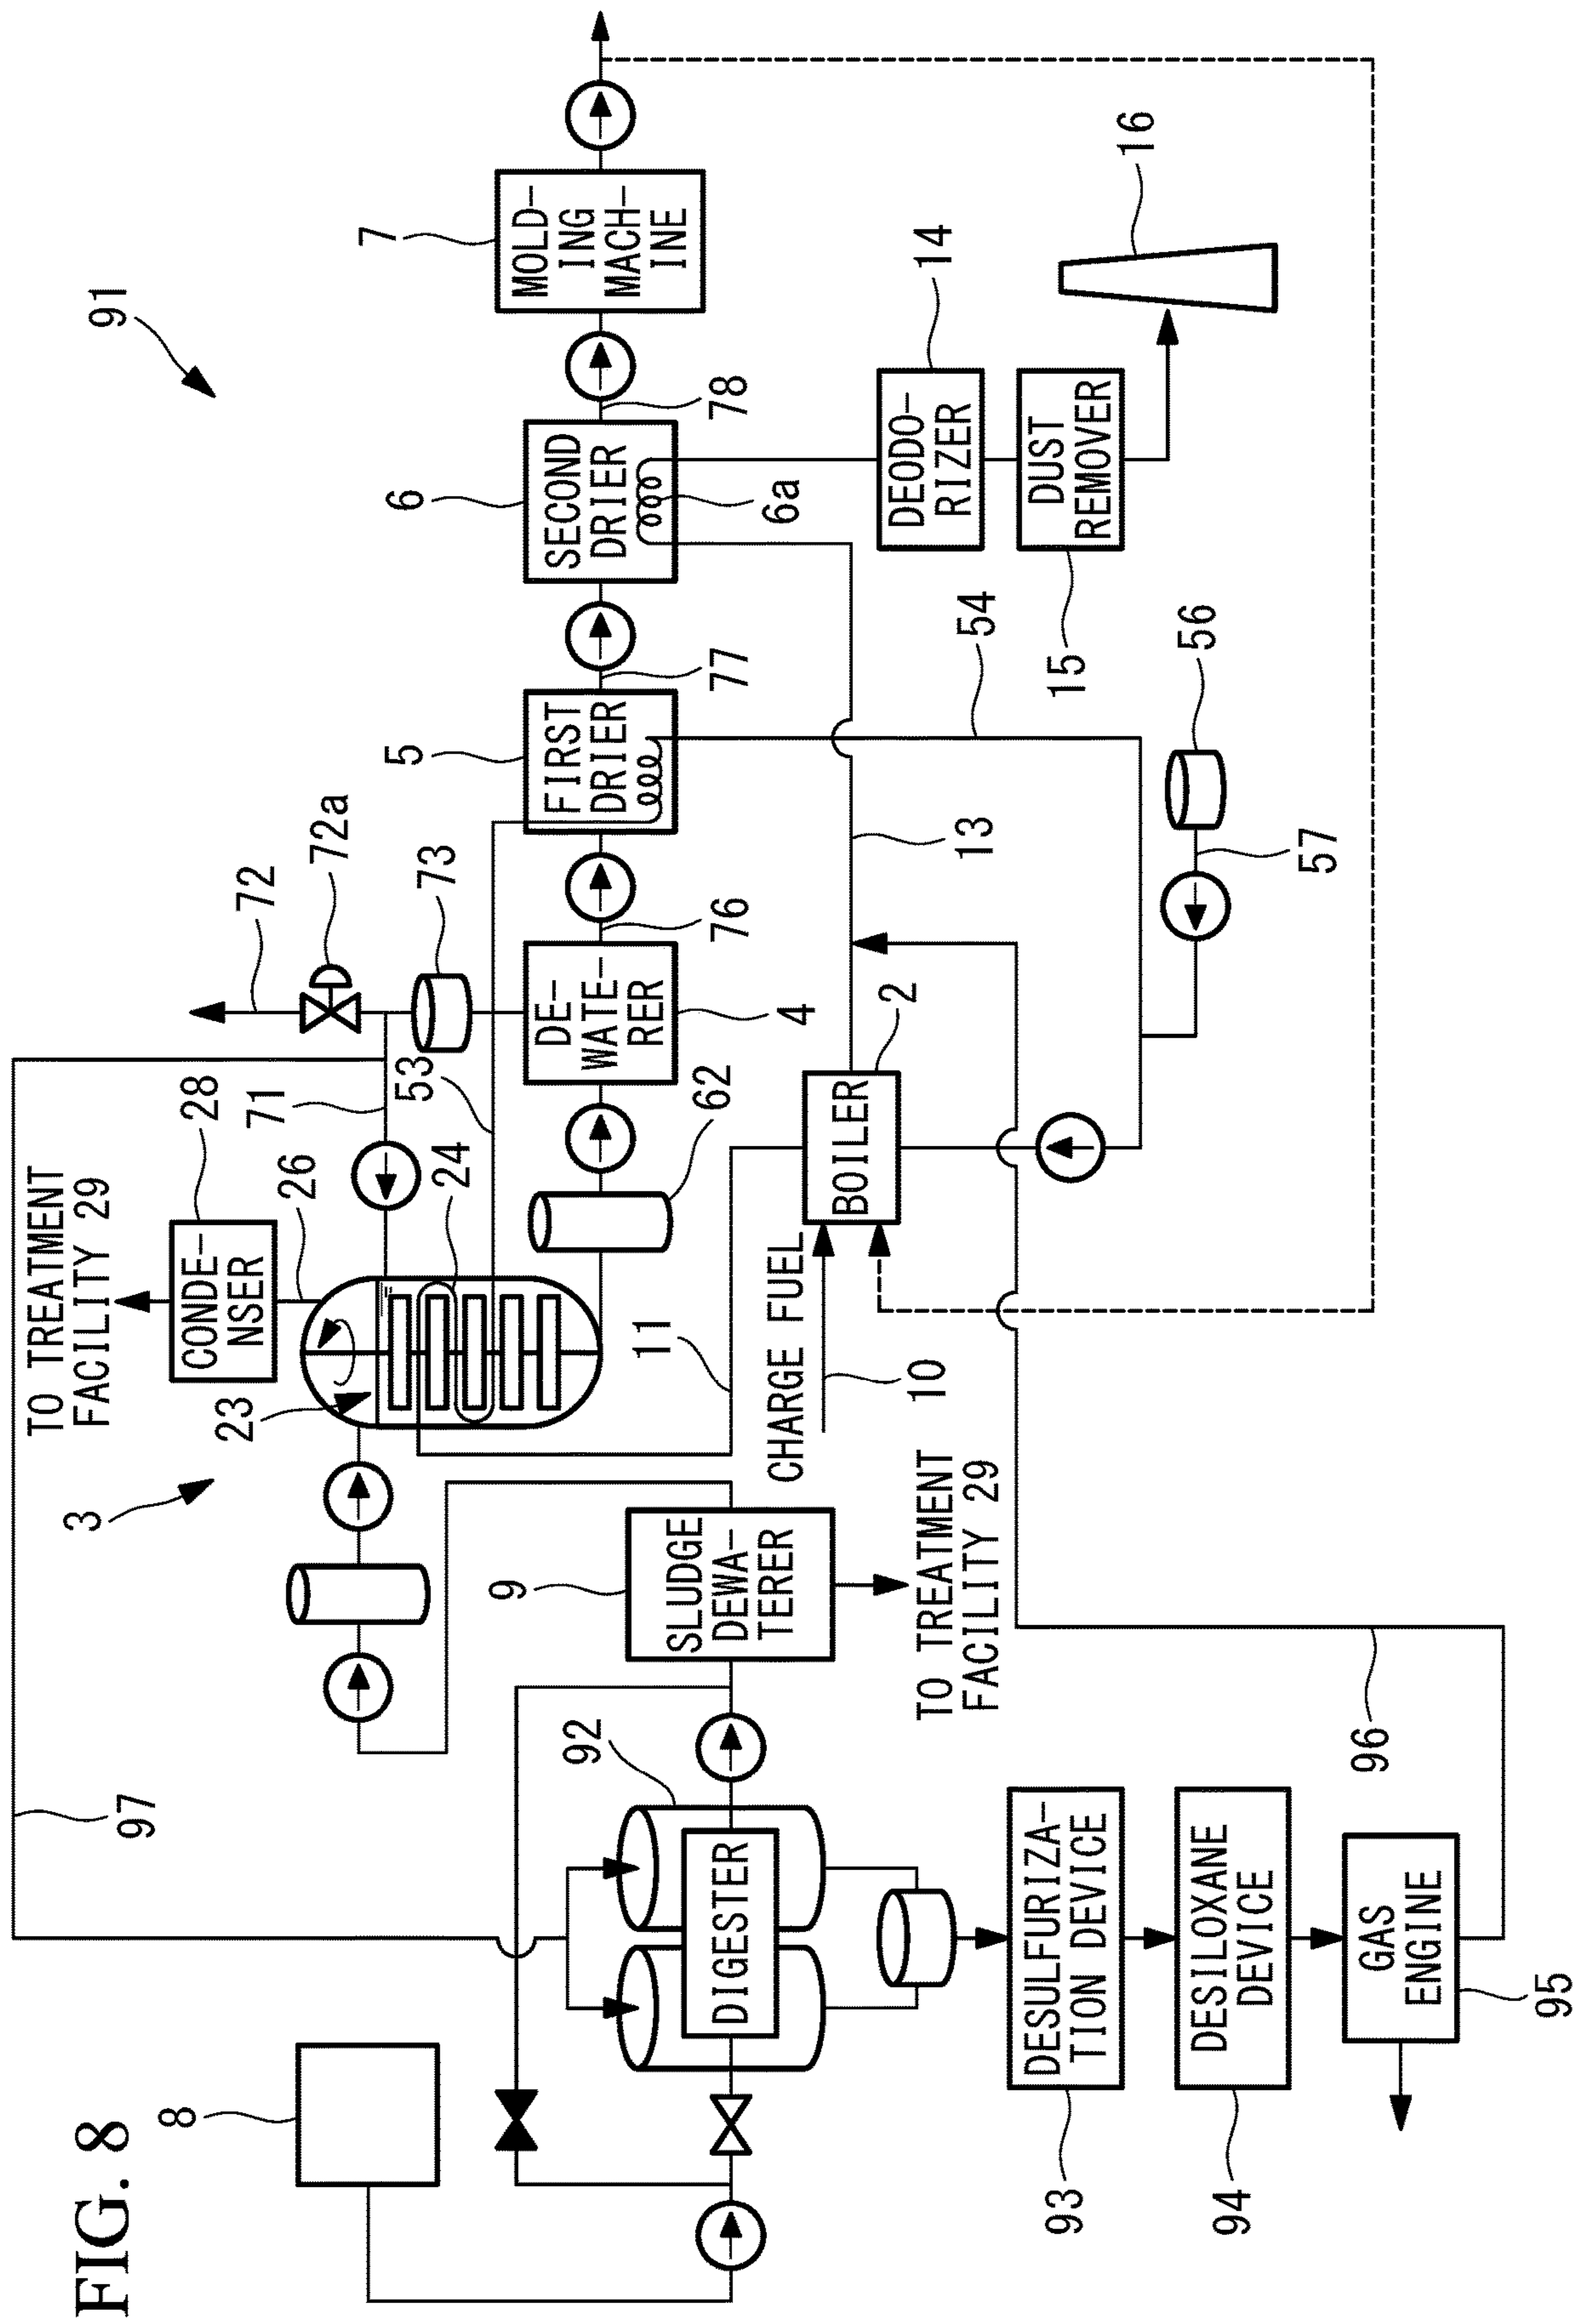 FIG. 8
91
TO TREATMENT
FACILITY 29
28
CONDE-
NSER
26
72
72a
71
53
73
97
3
23
24
8
7
MOLD-
ING
MACH-
INE
6
SECOND
DRIER
6a
78
5
FIRST
DRIER
77
DE-
WATE-
RER
4
76
62
14
DEODO-
RIZER
DUST
REMOVER
15
16
54
56
57
13
2
BOILER
11
CHARGE FUEL
10
9
SLUDGE
DEWA-
TERER
TO TREATMENT
FACILITY 29
92
DIGESTER
96
DESULFURIZA-
TION DEVICE
93
DESILOXANE
DEVICE
94
GAS
ENGINE
95